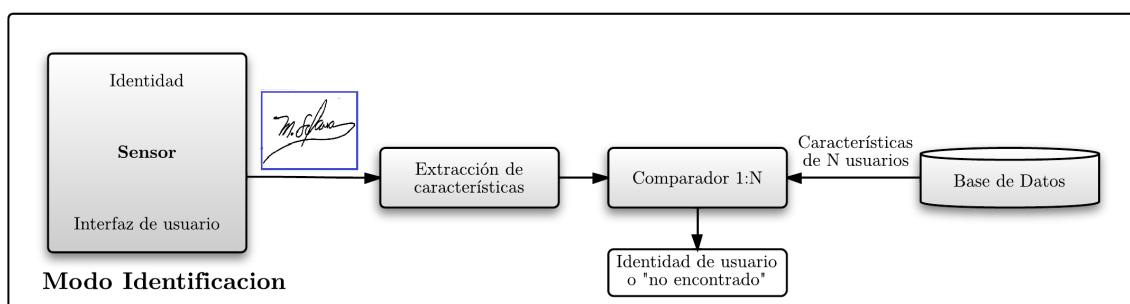 Identidad
Sensor
Interfaz de usuario
Extracción de
características
Comparador 1:N
Características
de N usuarios
Base de Datos
Identidad de usuario
o "no encontrado"
Modo Identificacion